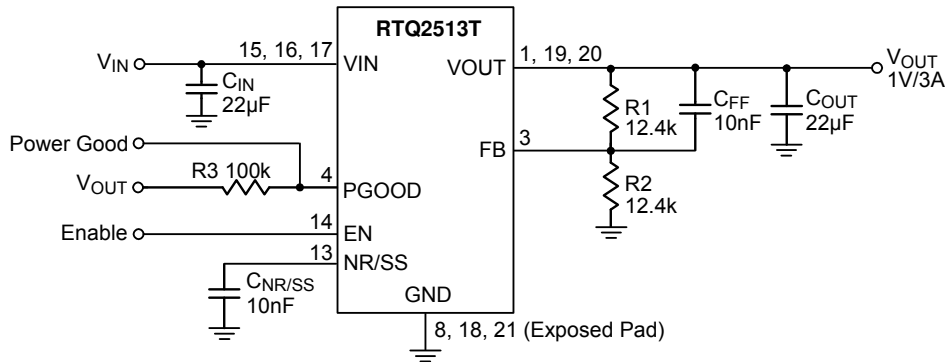 RTQ2513T
VIN
15, 16, 17
VIN
CIN
22µF
1, 19, 20
VOUT
VOUT
1V/3A
R1
12.4k
CFF
10nF
COUT
22µF
3
FB
R2
12.4k
Power Good
VOUT
R3 100k
4
PGOOD
Enable
14
EN
13
NR/SS
CNR/SS
10nF
GND
8, 18, 21 (Exposed Pad)